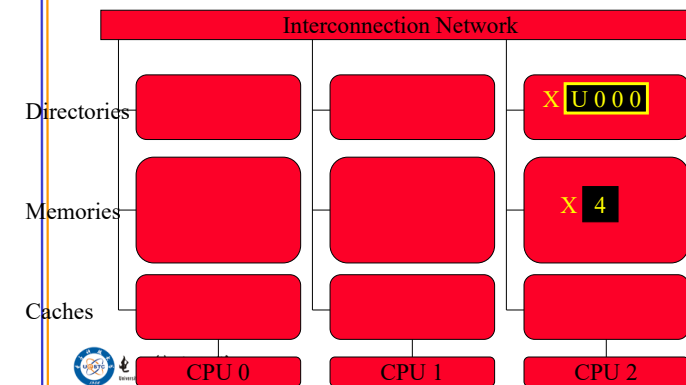 Interconnection Network
Directories
X U 0 0 0
Memories
X 4
Caches
CPU 0
CPU 1
CPU 2